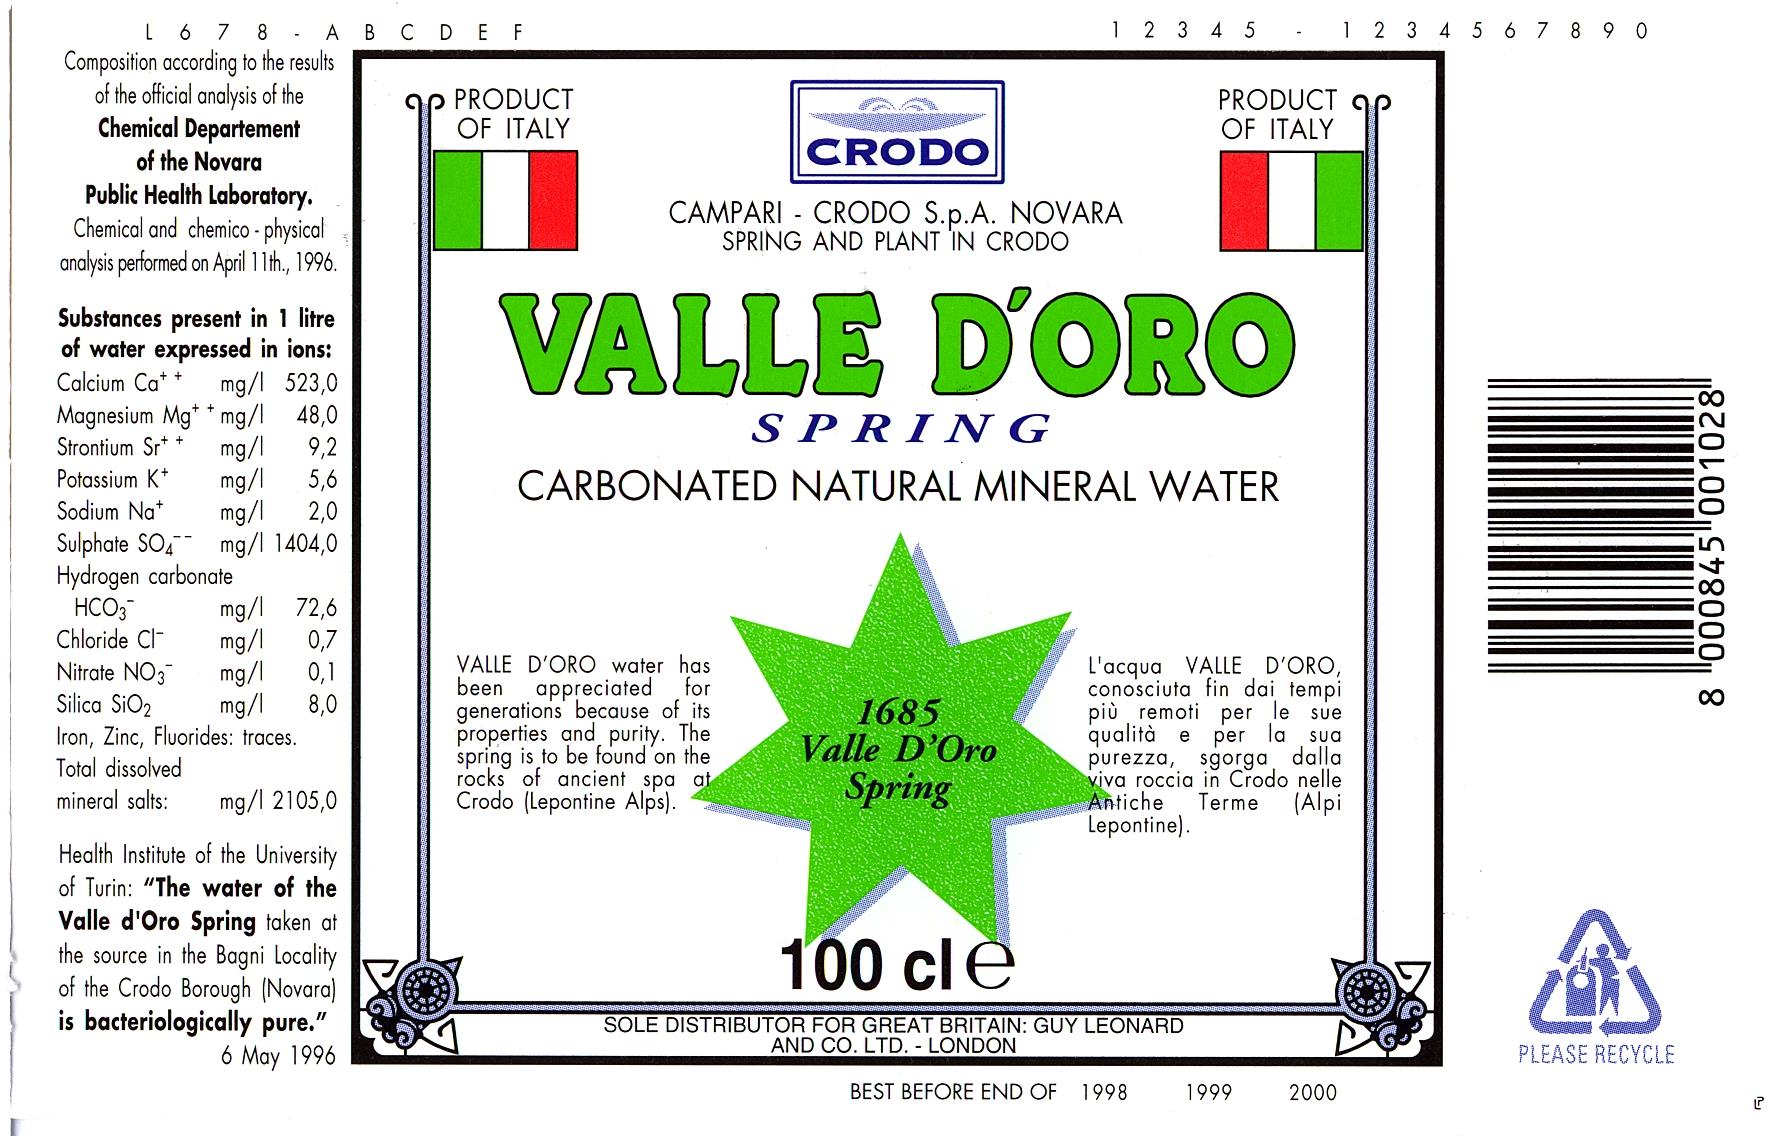 L 6 7 8 - A B C D E F
1 2 3 4 5 - 1 2 3 4 5 6 7 8 9 0
Composition according to the results
of the official analysis of the
Chemical Departement
of the Novara
Public Health Laboratory.
Chemical and chemico - physical
analysis performed on April 11th., 1996.
Substances present in 1 litre
of water expressed in ions:
Calcium Ca++ mg/l 523,0
Magnesium Mg++ mg/l 48,0
Strontium Sr++ mg/l 9,2
Potassium K+ mg/l 5,6
Sodium Na+ mg/l 2,0
Sulphate SO4-- mg/l 1404,0
Hydrogen carbonate
HCO3- mg/l 72,6
Chloride Cl- mg/l 0,7
Nitrate NO3- mg/l 0,1
Silica SiO2 mg/l 8,0
Iron, Zinc, Fluorides: traces.
Total dissolved
mineral salts: mg/l 2105,0
Health Institute of the University
of Turin: “The water of the
Valle d'Oro Spring taken at
the source in the Bagni Locality
of the Crodo Borough (Novara)
is bacteriologically pure.”
6 May 1996
PRODUCT
OF ITALY
CRODO
PRODUCT
OF ITALY
CAMPARI - CRODO S.p.A. NOVARA
SPRING AND PLANT IN CRODO
VALLE D'ORO
SPRING
CARBONATED NATURAL MINERAL WATER
VALLE D'ORO water has
been appreciated for
generations because of its
properties and purity. The
spring is to be found on the
rocks of ancient spa at
Crodo (Lepontine Alps).
1685
Valle D'Oro
Spring
L'acqua VALLE D'ORO,
conosciuta fin dai tempi
più remoti per le sue
qualità e per la sua
purezza, sgorga dalla
viva roccia in Crodo nelle
Antiche Terme (Alpi
Lepontine).
100 cl e
SOLE DISTRIBUTOR FOR GREAT BRITAIN: GUY LEONARD
AND CO. LTD. - LONDON
BEST BEFORE END OF 1998 1999 2000
8 000845 001028
PLEASE RECYCLE